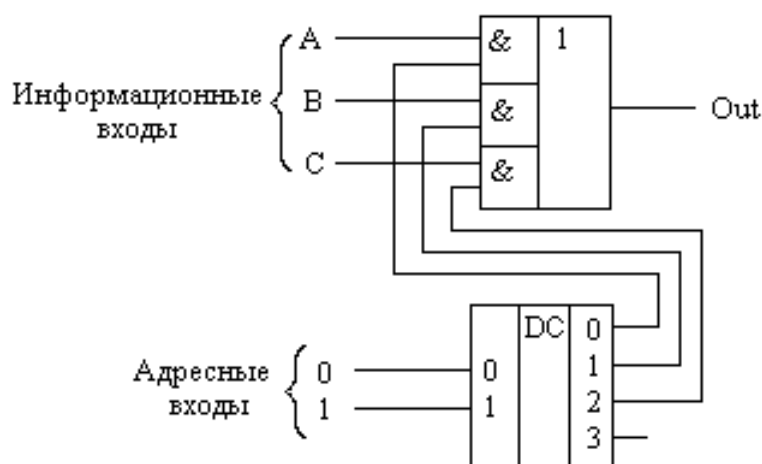 A & 1
Информационные
входы
B & Out
C &
DC 0
Адресные
входы
0 0 1
1 1 2
3